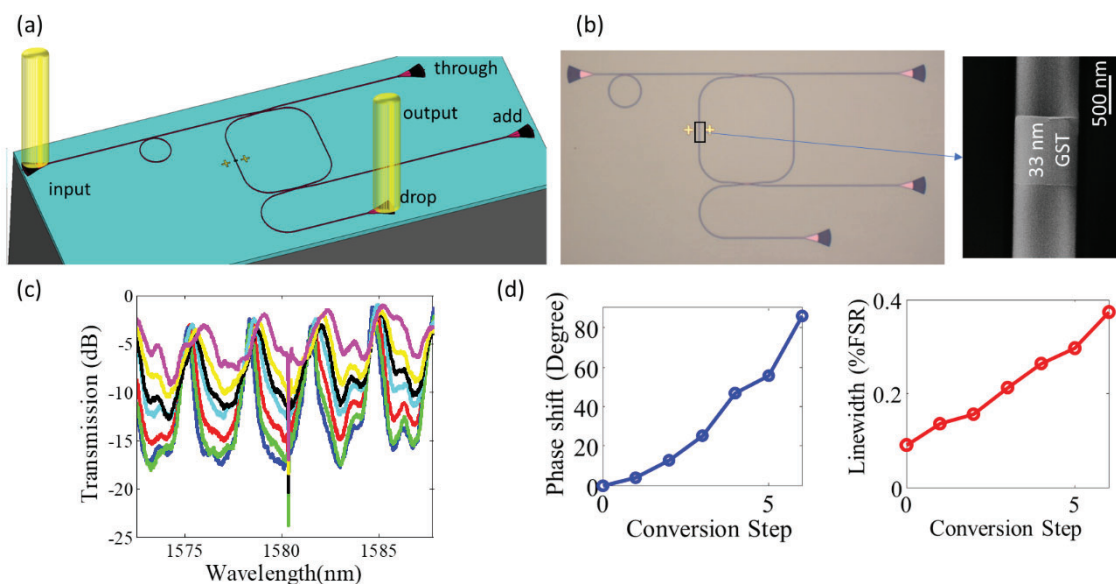 (a)
through
output
add
input
drop
(b)
33 nm
GST
500 nm
(c)
Transmission (dB)
0
-5
-10
-15
-20
-25
1575
1580
1585
Wavelength(nm)
(d)
Phase shift (Degree)
80
60
40
20
0
0
5
Conversion Step
Linewidth (%FSR)
0.4
0.2
0
0
5
Conversion Step